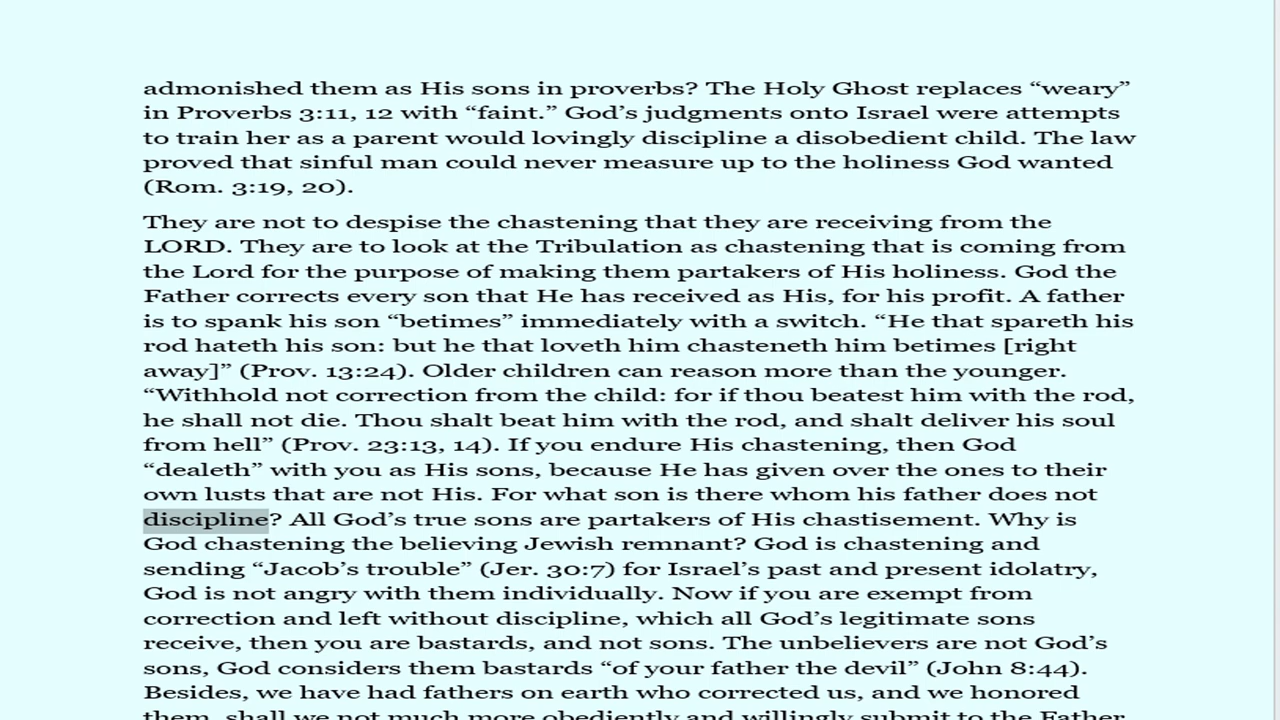 admonished them as His sons in proverbs? The Holy Ghost replaces “weary”
in Proverbs 3:11, 12 with “faint.” God’s judgments onto Israel were attempts
to train her as a parent would lovingly discipline a disobedient child. The law
proved that sinful man could never measure up to the holiness God wanted
(Rom. 3:19, 20).
They are not to despise the chastening that they are receiving from the
LORD. They are to look at the Tribulation as chastening that is coming from
the Lord for the purpose of making them partakers of His holiness. God the
Father corrects every son that He has received as His, for his profit. A father
is to spank his son “betimes” immediately with a switch. “He that spareth his
rod hateth his son: but he that loveth him chasteneth him betimes [right
away]” (Prov. 13:24). Older children can reason more than the younger.
“Withhold not correction from the child: for if thou beatest him with the rod,
he shall not die. Thou shalt beat him with the rod, and shalt deliver his soul
from hell” (Prov. 23:13, 14). If you endure His chastening, then God
“dealeth” with you as His sons, because He has given over the ones to their
own lusts that are not His. For what son is there whom his father does not
discipline? All God’s true sons are partakers of His chastisement. Why is
God chastening the believing Jewish remnant? God is chastening and
sending “Jacob’s trouble” (Jer. 30:7) for Israel’s past and present idolatry,
God is not angry with them individually. Now if you are exempt from
correction and left without discipline, which all God’s legitimate sons
receive, then you are bastards, and not sons. The unbelievers are not God’s
sons, God considers them bastards “of your father the devil” (John 8:44).
Besides, we have had fathers on earth who corrected us, and we honored
them, shall we not much more obediently and willingly submit to the Father